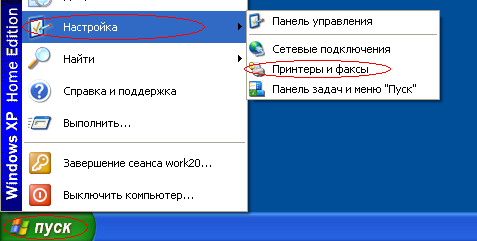 Windows XP Home Edition
Настройка
Найти
Справка и поддержка
Выполнить...
Завершение сеанса work20...
Выключить компьютер...
Панель управления
Сетевые подключения
Принтеры и факсы
Панель задач и меню "Пуск"
пуск